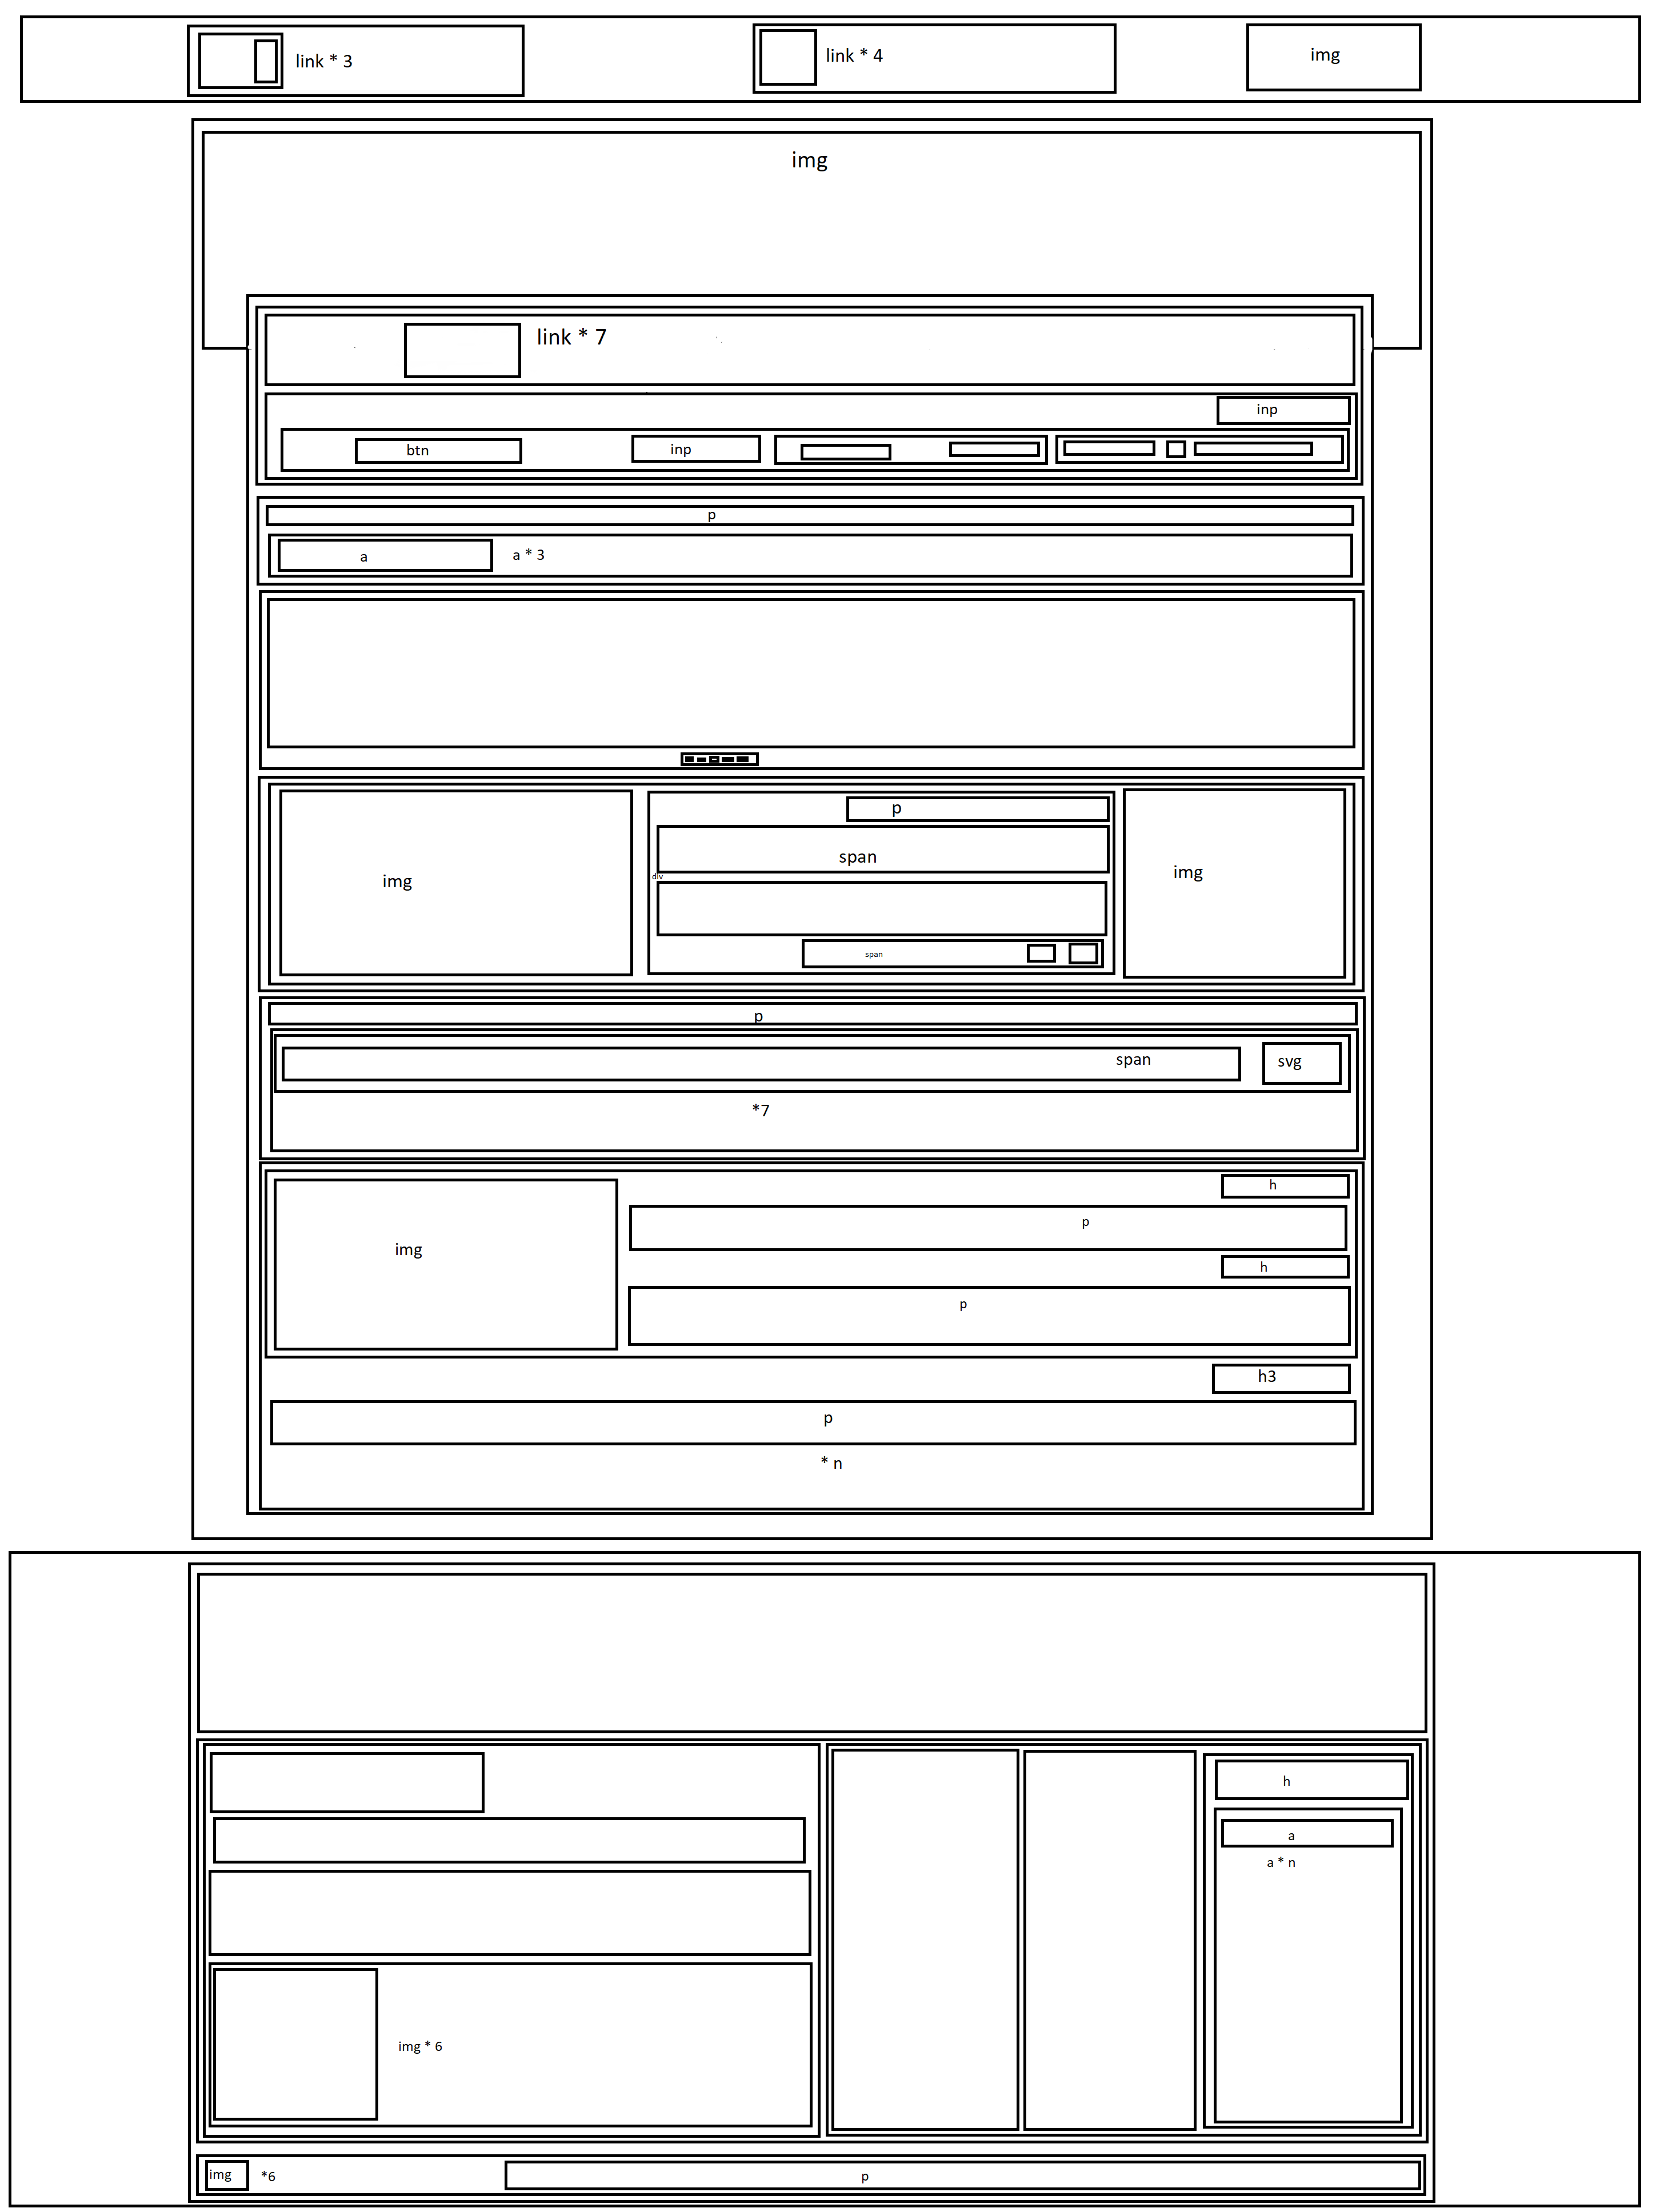 link * 3
link * 4
img
img
link * 7
inp
btn
inp
p
a
a * 3
img
p
span
div
span
img
p
span
svg
*7
img
h
p
h
p
h3
p
* n
h
a
a * n
img * 6
img
*6
p